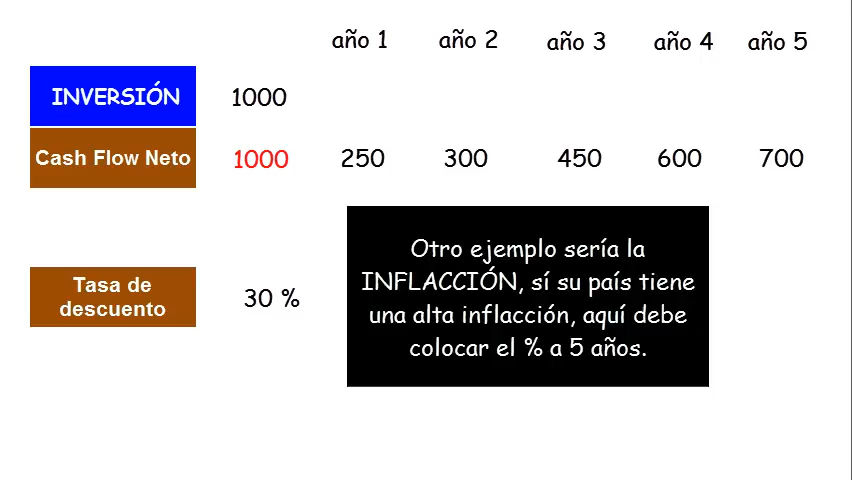 año 1 año 2 año 3 año 4 año 5
INVERSIÓN 1000
Cash Flow Neto 1000 250 300 450 600 700
Tasa de
descuento
30 %
Otro ejemplo sería la
INFLACCIÓN, sí su país tiene
una alta inflacción, aquí debe
colocar el % a 5 años.